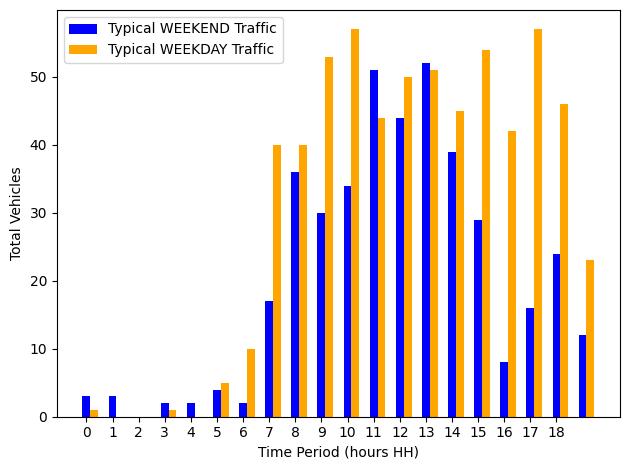 Typical WEEKEND Traffic
Typical WEEKDAY Traffic
Total Vehicles
50
40
30
20
10
0
0 1 2 3 4 5 6 7 8 9 10 11 12 13 14 15 16 17 18
Time Period (hours HH)